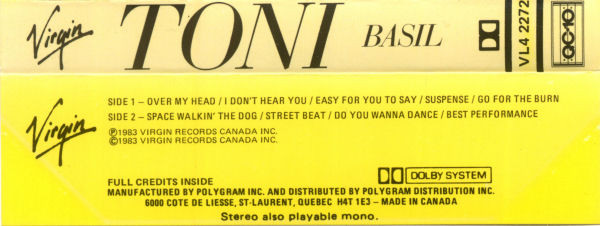 Virgin TONI BASIL VL4 2272 QC-10
Virgin
SIDE 1 – OVER MY HEAD / I DON'T HEAR YOU / EASY FOR YOU TO SAY / SUSPENSE / GO FOR THE BURN
SIDE 2 – SPACE WALKIN' THE DOG / STREET BEAT / DO YOU WANNA DANCE / BEST PERFORMANCE
Ⓟ1983 VIRGIN RECORDS CANADA INC.
©1983 VIRGIN RECORDS CANADA INC.
FULL CREDITS INSIDE
DOLBY SYSTEM
MANUFACTURED BY POLYGRAM INC. AND DISTRIBUTED BY POLYGRAM DISTRIBUTION INC.
6000 COTE DE LIESSE, ST-LAURENT, QUEBEC H4T 1E3 – MADE IN CANADA
Stereo also playable mono.